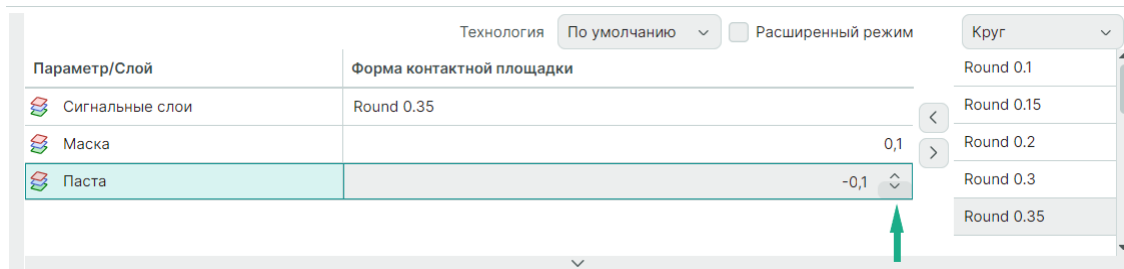 Технология По умолчанию Расширенный режим Круг
Параметр/Слой Форма контактной площадки Round 0.1
Сигнальные слои Round 0.35 Round 0.15
Маска 0,1 Round 0.2
Паста -0,1 Round 0.3
Round 0.35